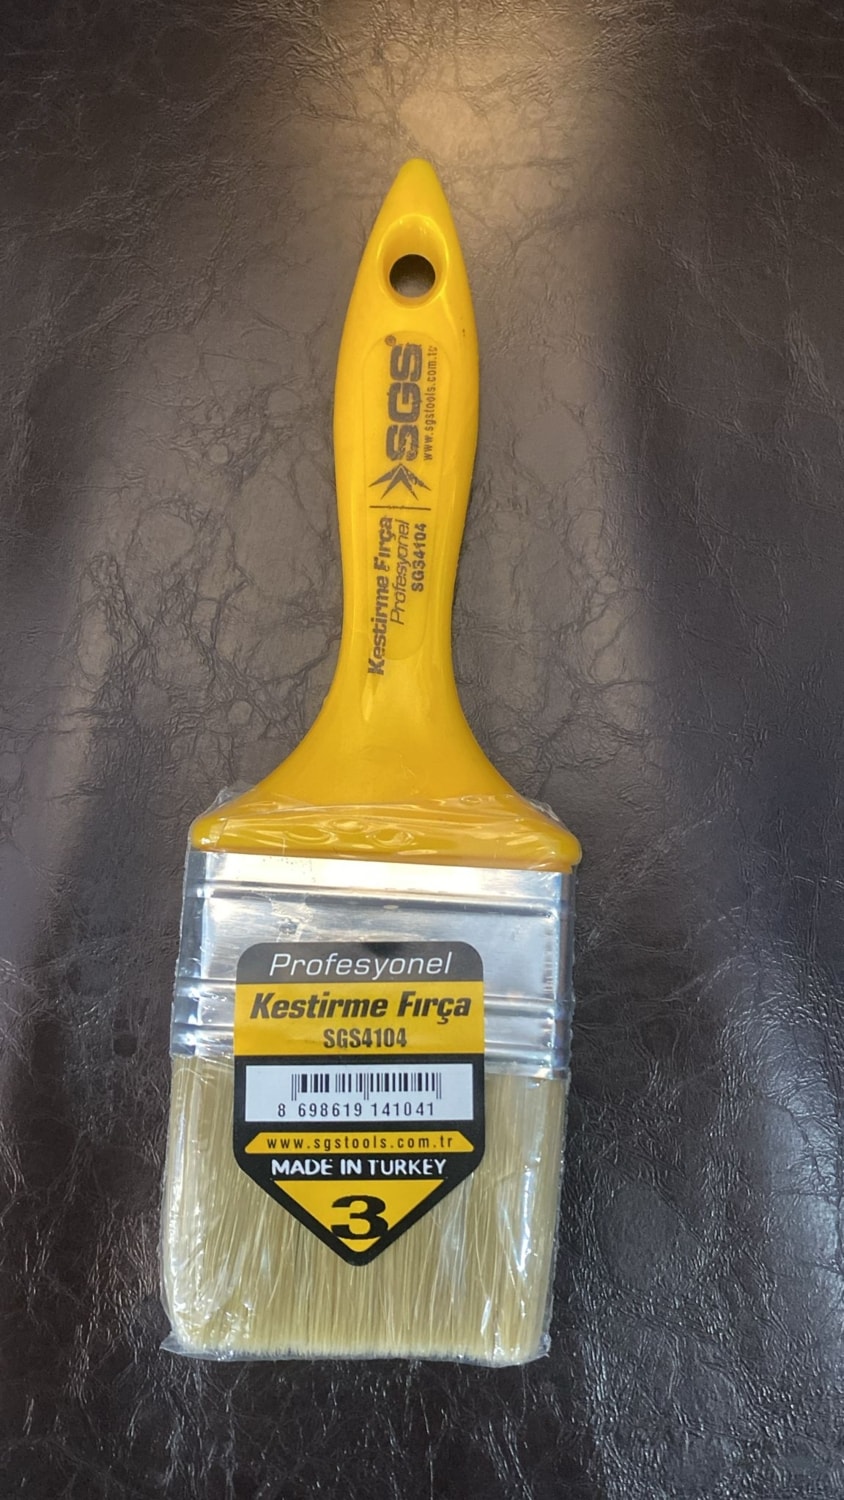 SGS®
www.sgstools.com.tr
Kestirme Fırça
Profesyonel
SGS4104
Profesyonel
Kestirme Fırça
SGS4104
8 698619 141041
www.sgstools.com.tr
MADE IN TURKEY
3